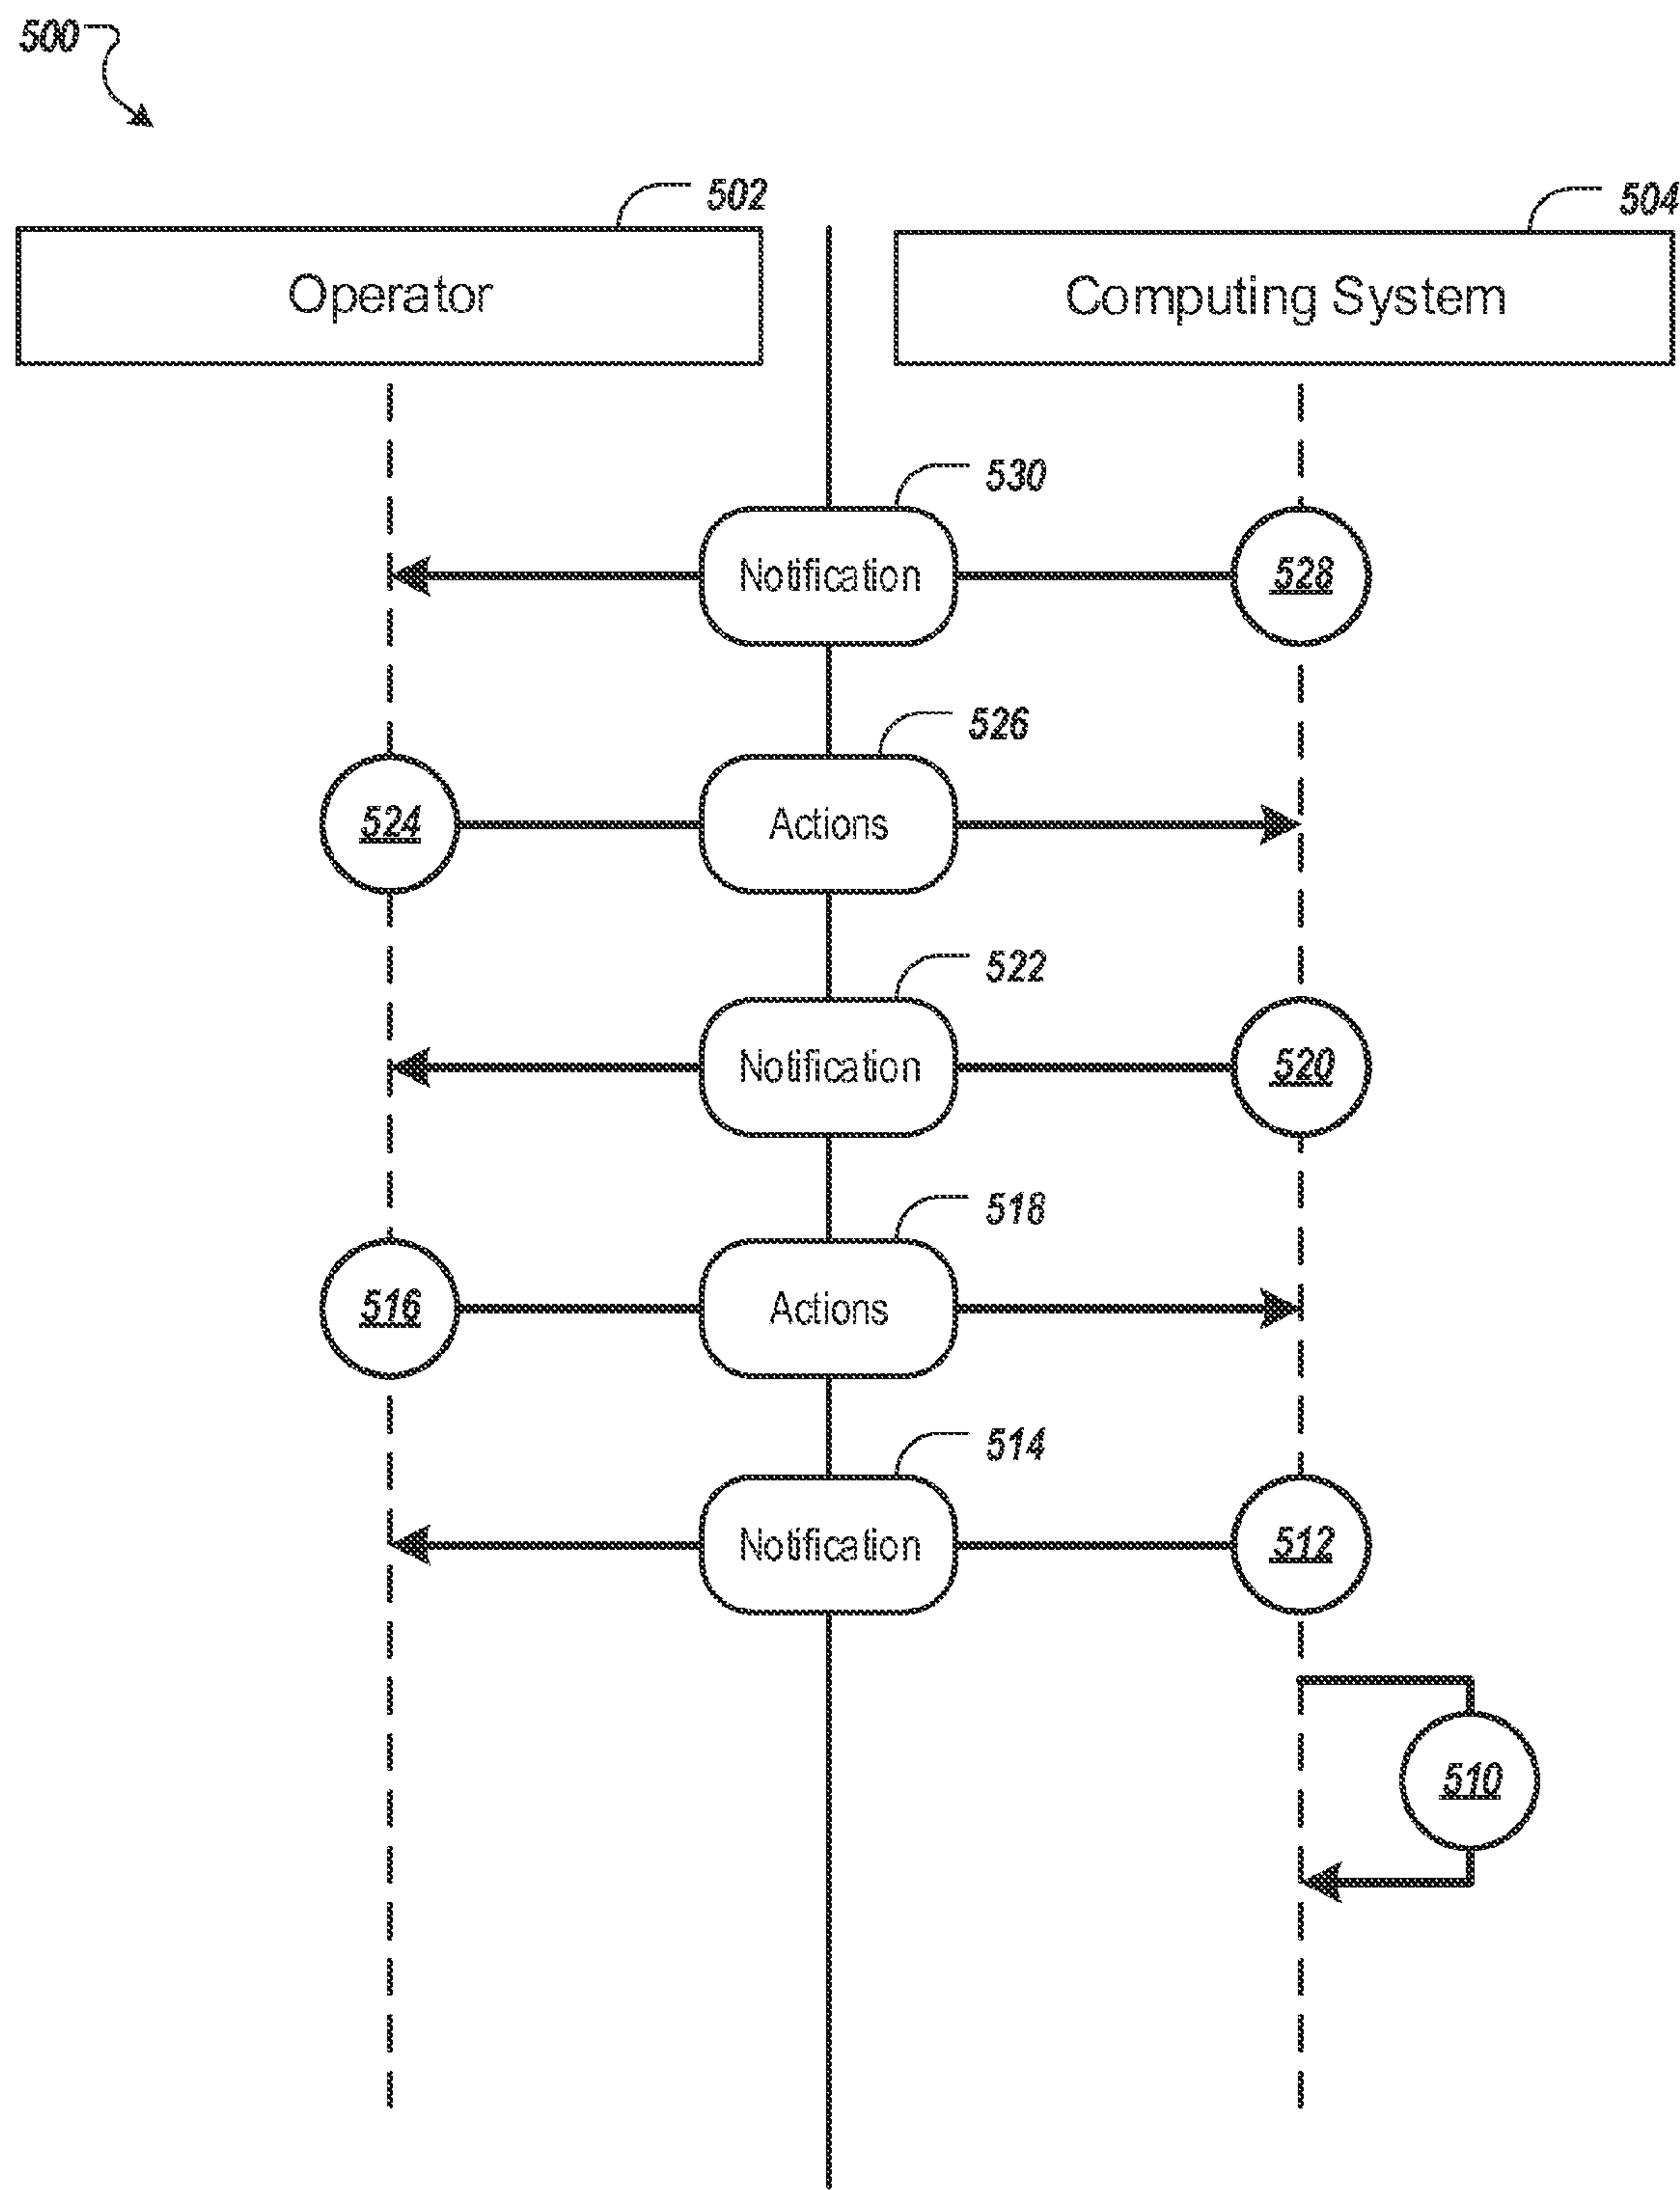 500
502
504
Operator
Computing System
530
Notification
528
526
524
Actions
522
Notification
520
518
516
Actions
514
Notification
512
510